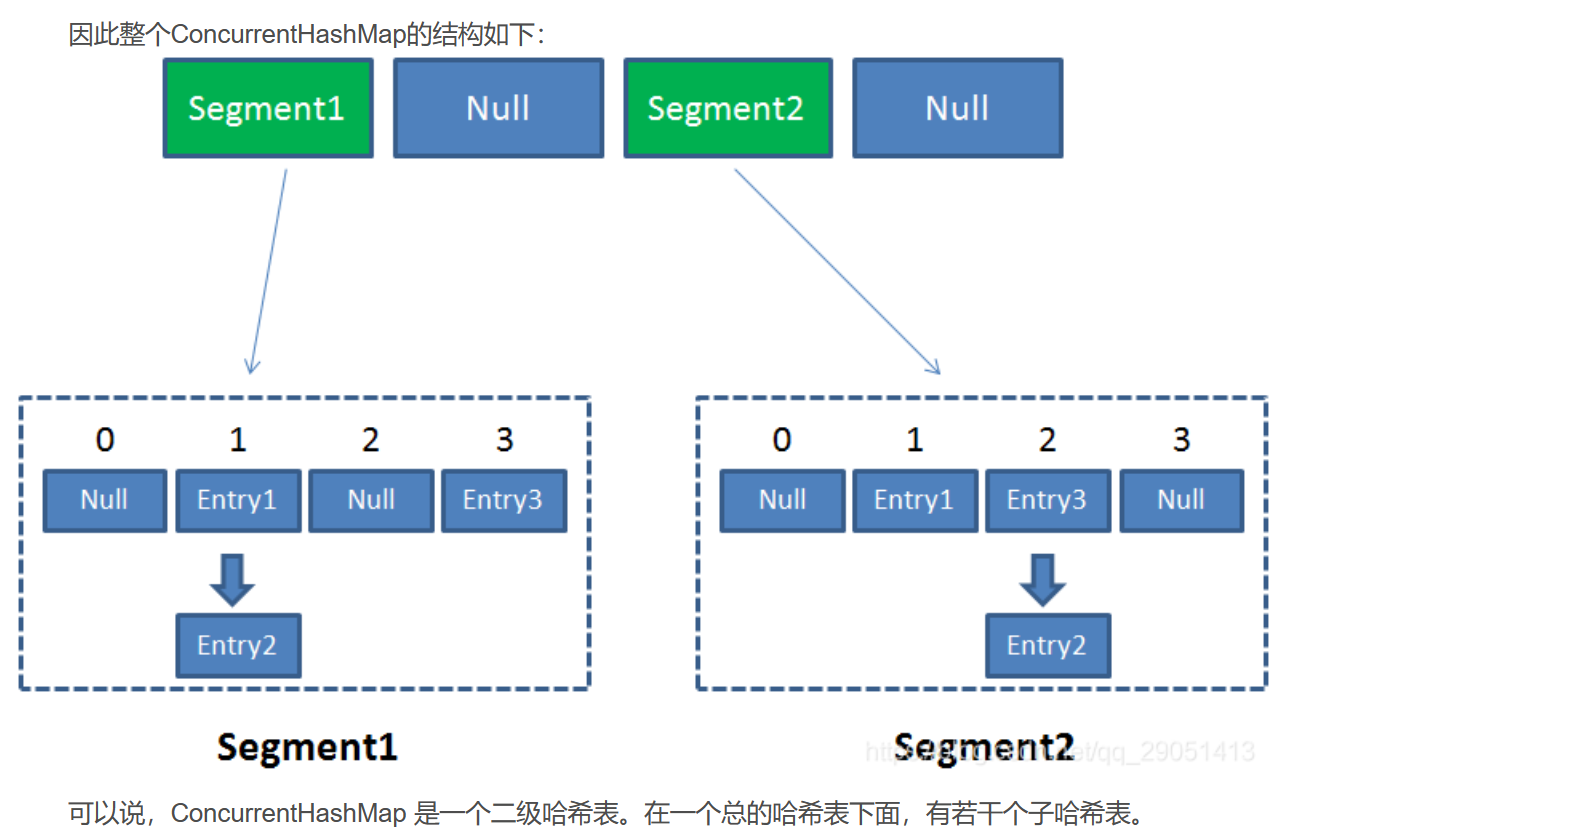 因此整个ConcurrentHashMap的结构如下：
Segment1 Null Segment2 Null
0 1 2 3 0 1 2 3
Null Entry1 Null Entry3 Null Entry1 Entry3 Null
Entry2 Entry2
Segment1 Segment2
https://blog.csdn.net/qq_29051413
可以说，ConcurrentHashMap 是一个二级哈希表。在一个总的哈希表下面，有若干个子哈希表。